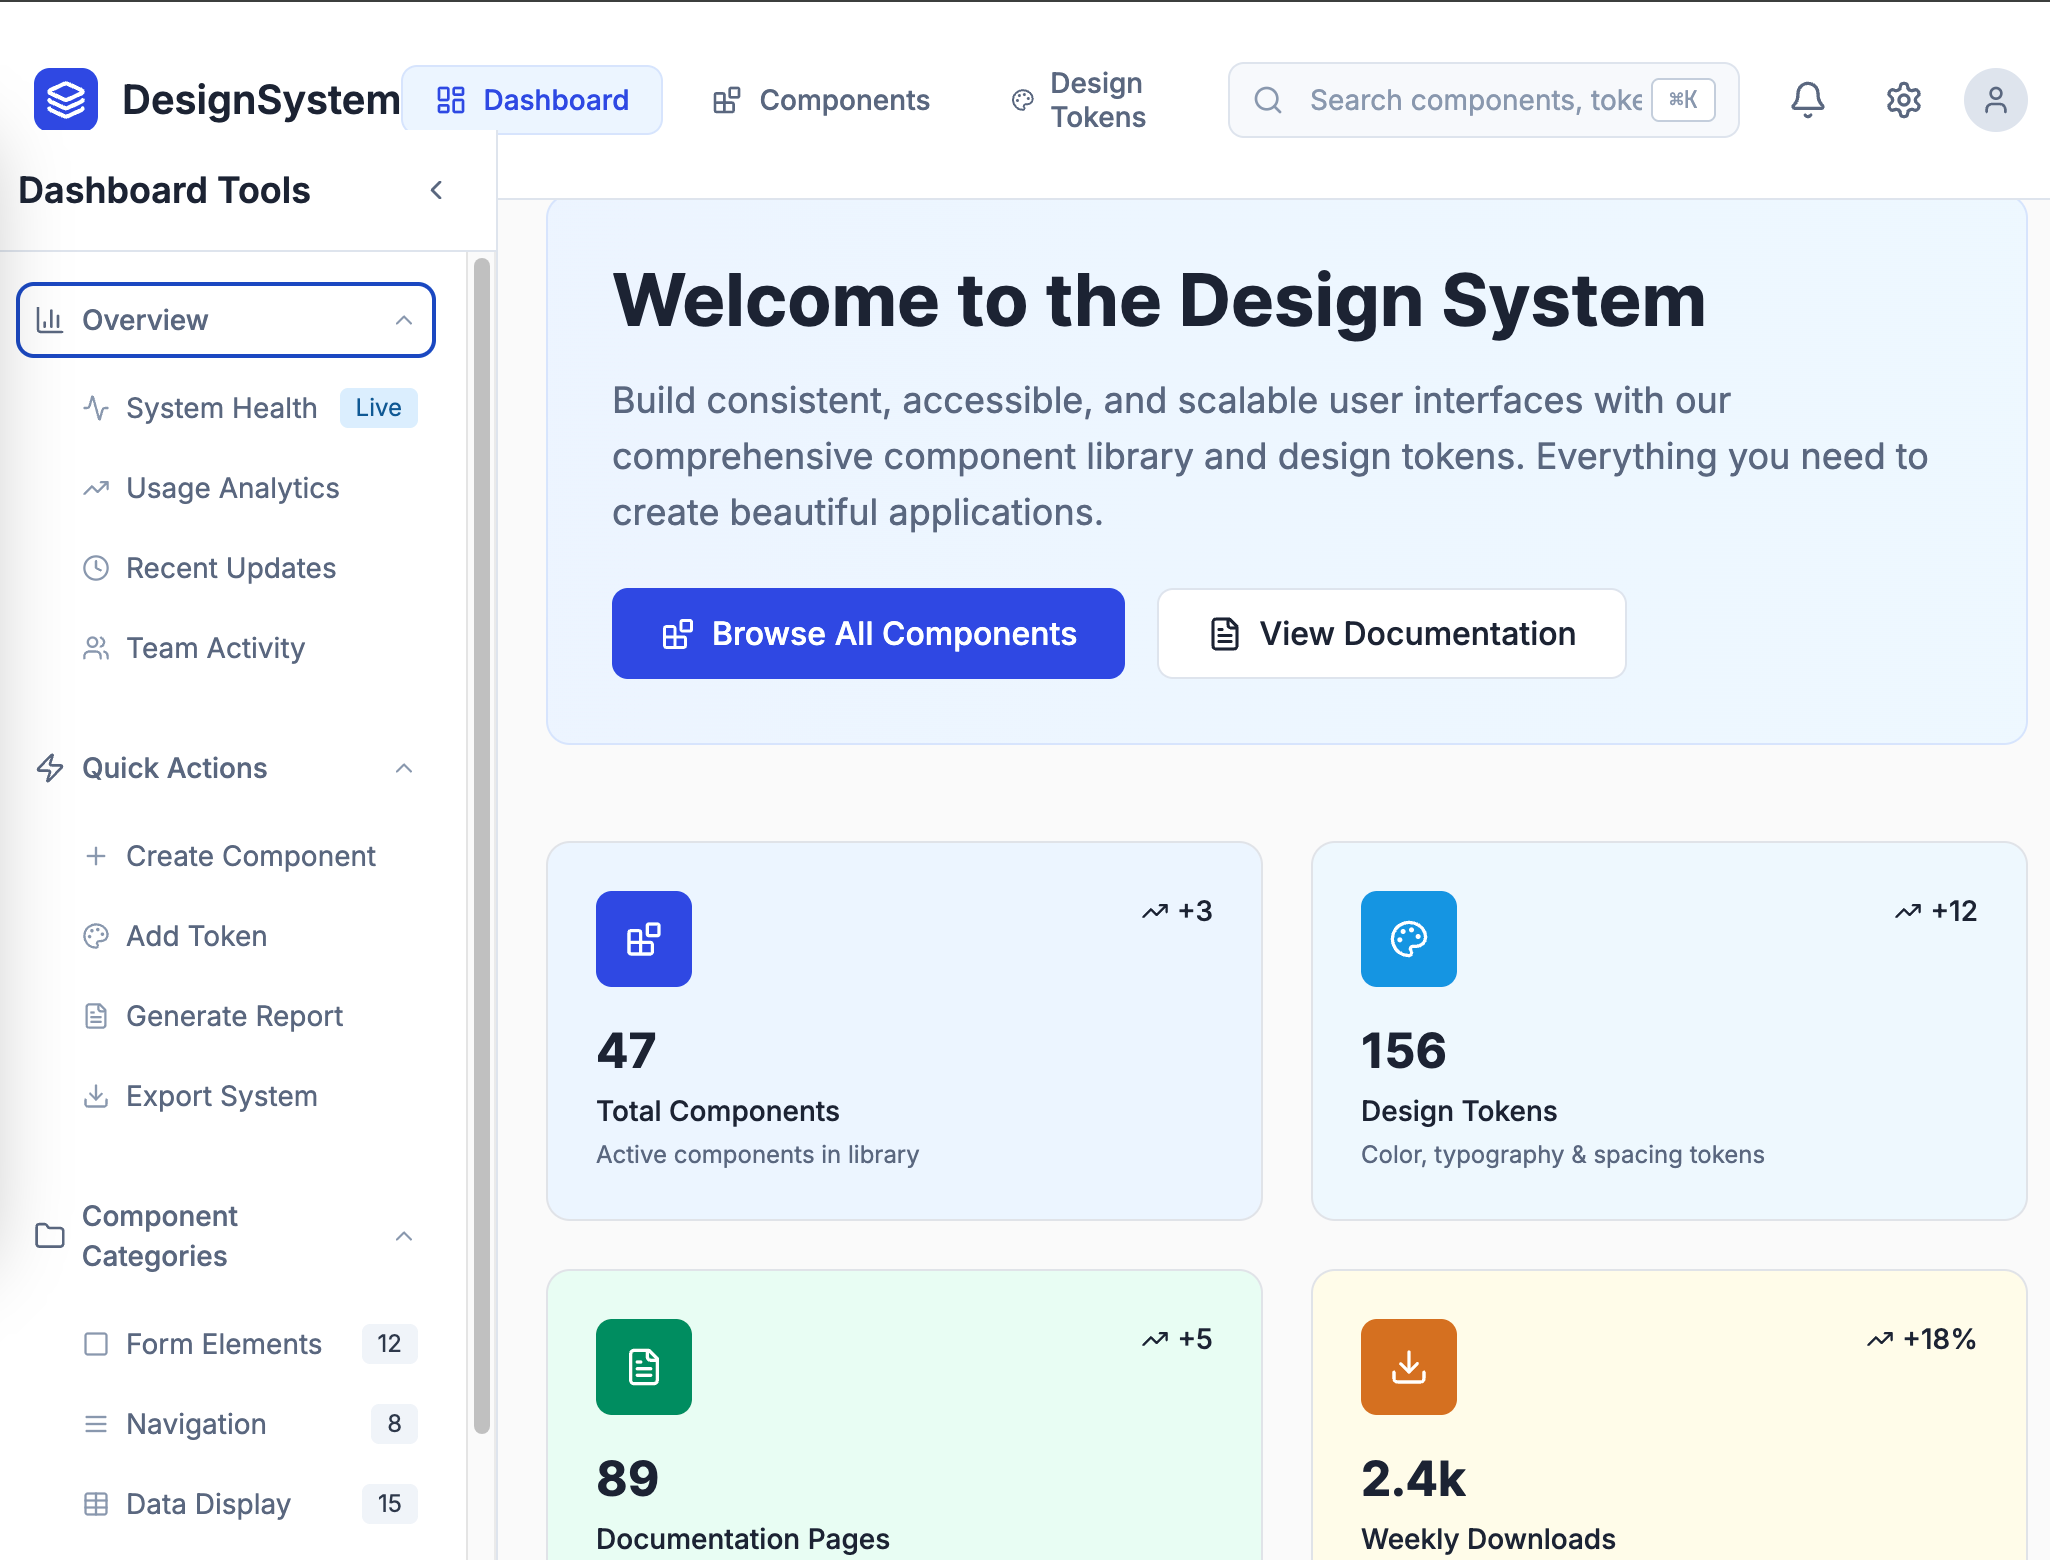 DesignSystem
Dashboard
Components
Design
Tokens
Search components, toke
⌘K
Dashboard Tools
Overview
System Health
Live
Usage Analytics
Recent Updates
Team Activity
Quick Actions
Create Component
Add Token
Generate Report
Export System
Component
Categories
Form Elements
12
Navigation
8
Data Display
15
Welcome to the Design System
Build consistent, accessible, and scalable user interfaces with our
comprehensive component library and design tokens. Everything you need to
create beautiful applications.
Browse All Components
View Documentation
+3
47
Total Components
Active components in library
+12
156
Design Tokens
Color, typography & spacing tokens
+5
89
Documentation Pages
+18%
2.4k
Weekly Downloads